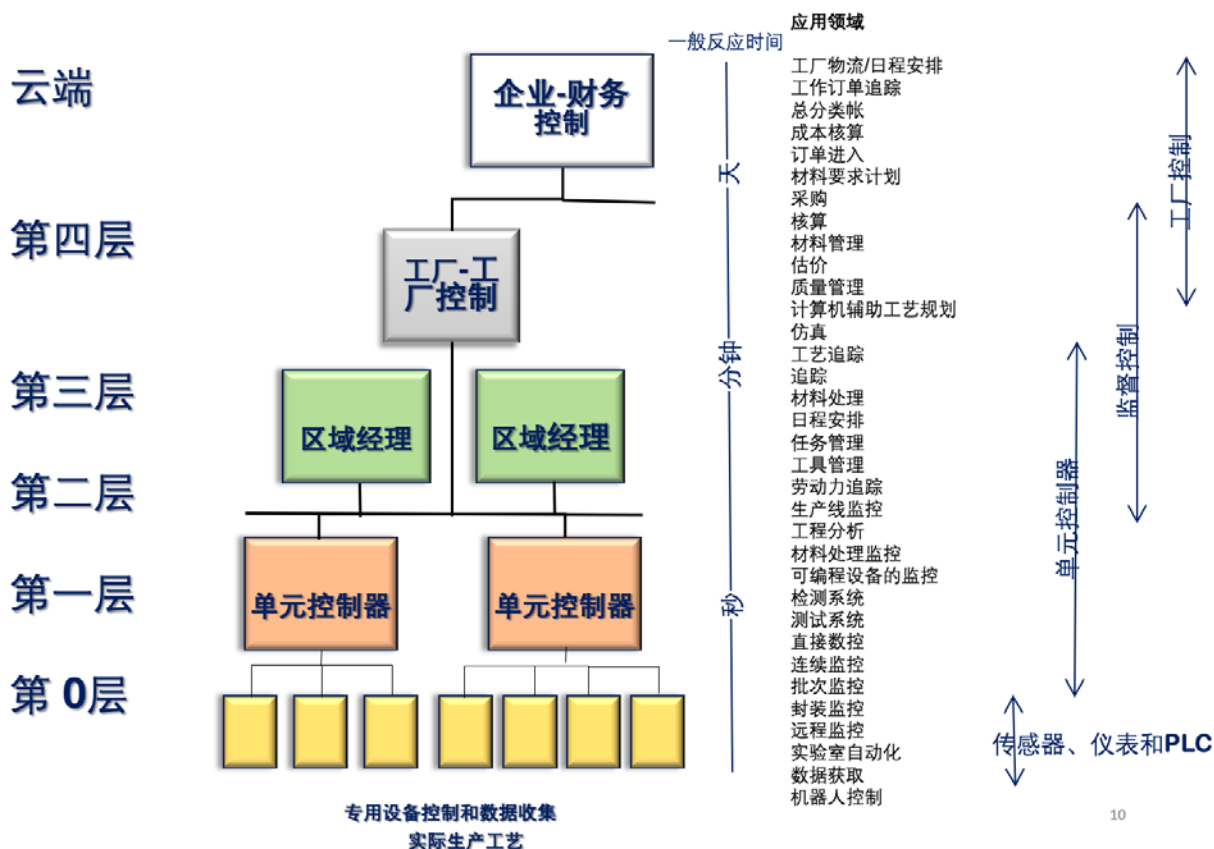 云端
第四层
第三层
第二层
第一层
第 0层
企业-财务
控制
工厂-工
厂控制
区域经理
区域经理
单元控制器
单元控制器
专用设备控制和数据收集
实际生产工艺
一般反应时间
天
分钟
秒
应用领域
工厂物流/日程安排
工作订单追踪
总分类帐
成本核算
订单进入
材料要求计划
采购
核算
材料管理
估价
质量管理
计算机辅助工艺规划
仿真
工艺追踪
追踪
材料处理
日程安排
任务管理
工具管理
劳动力追踪
生产线监控
工程分析
材料处理监控
可编程设备的监控
检测系统
测试系统
直接数控
连续监控
批次监控
封装监控
远程监控
实验室自动化
数据获取
机器人控制
工厂控制
监督控制
单元控制器
传感器、仪表和PLC
10